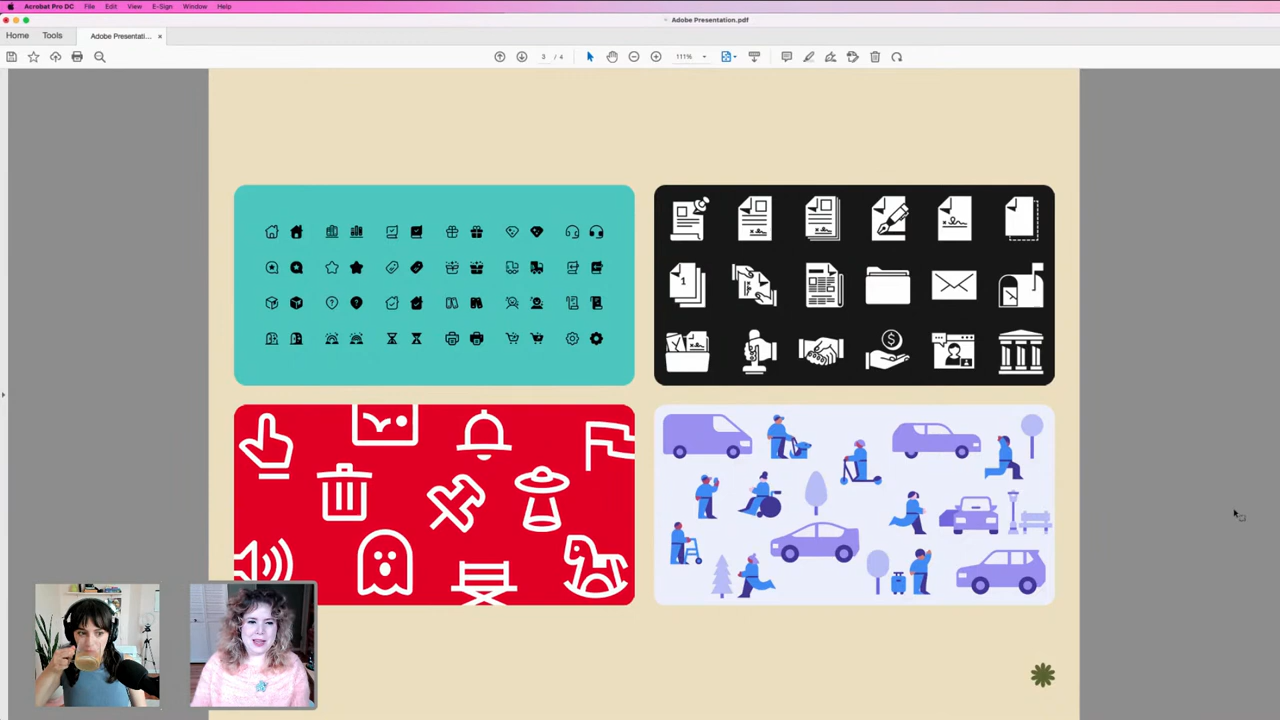 Acrobat Pro DC File Edit View E-Sign Window Help
Adobe Presentation.pdf
Home Tools Adobe Presentati... ×
3 / 4 111%
1
$